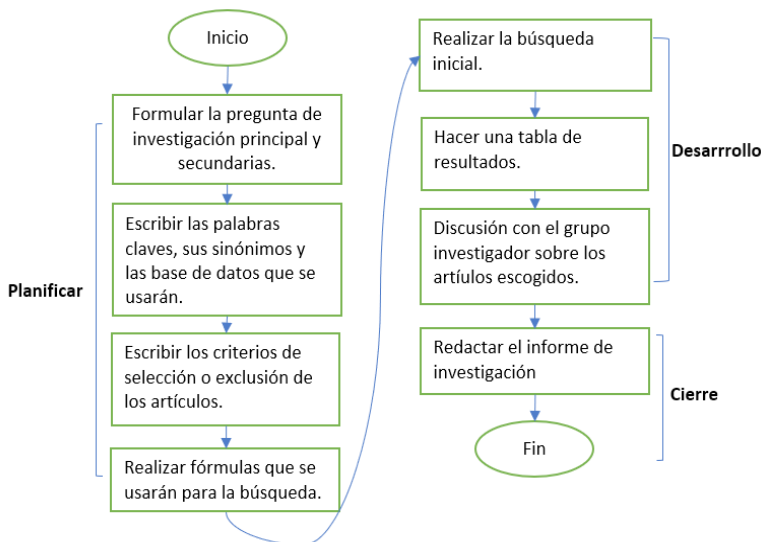 Inicio
Formular la pregunta de
investigación principal y
secundarias.
Escribir las palabras
claves, sus sinónimos y
las base de datos que se
usarán.
Planificar
Escribir los criterios de
selección o exclusión de
los artículos.
Realizar fórmulas que se
usarán para la búsqueda.
Realizar la búsqueda
inicial.
Hacer una tabla de
resultados.
Desarrrollo
Discusión con el grupo
investigador sobre los
artíulos escogidos.
Redactar el informe de
investigación
Cierre
Fin